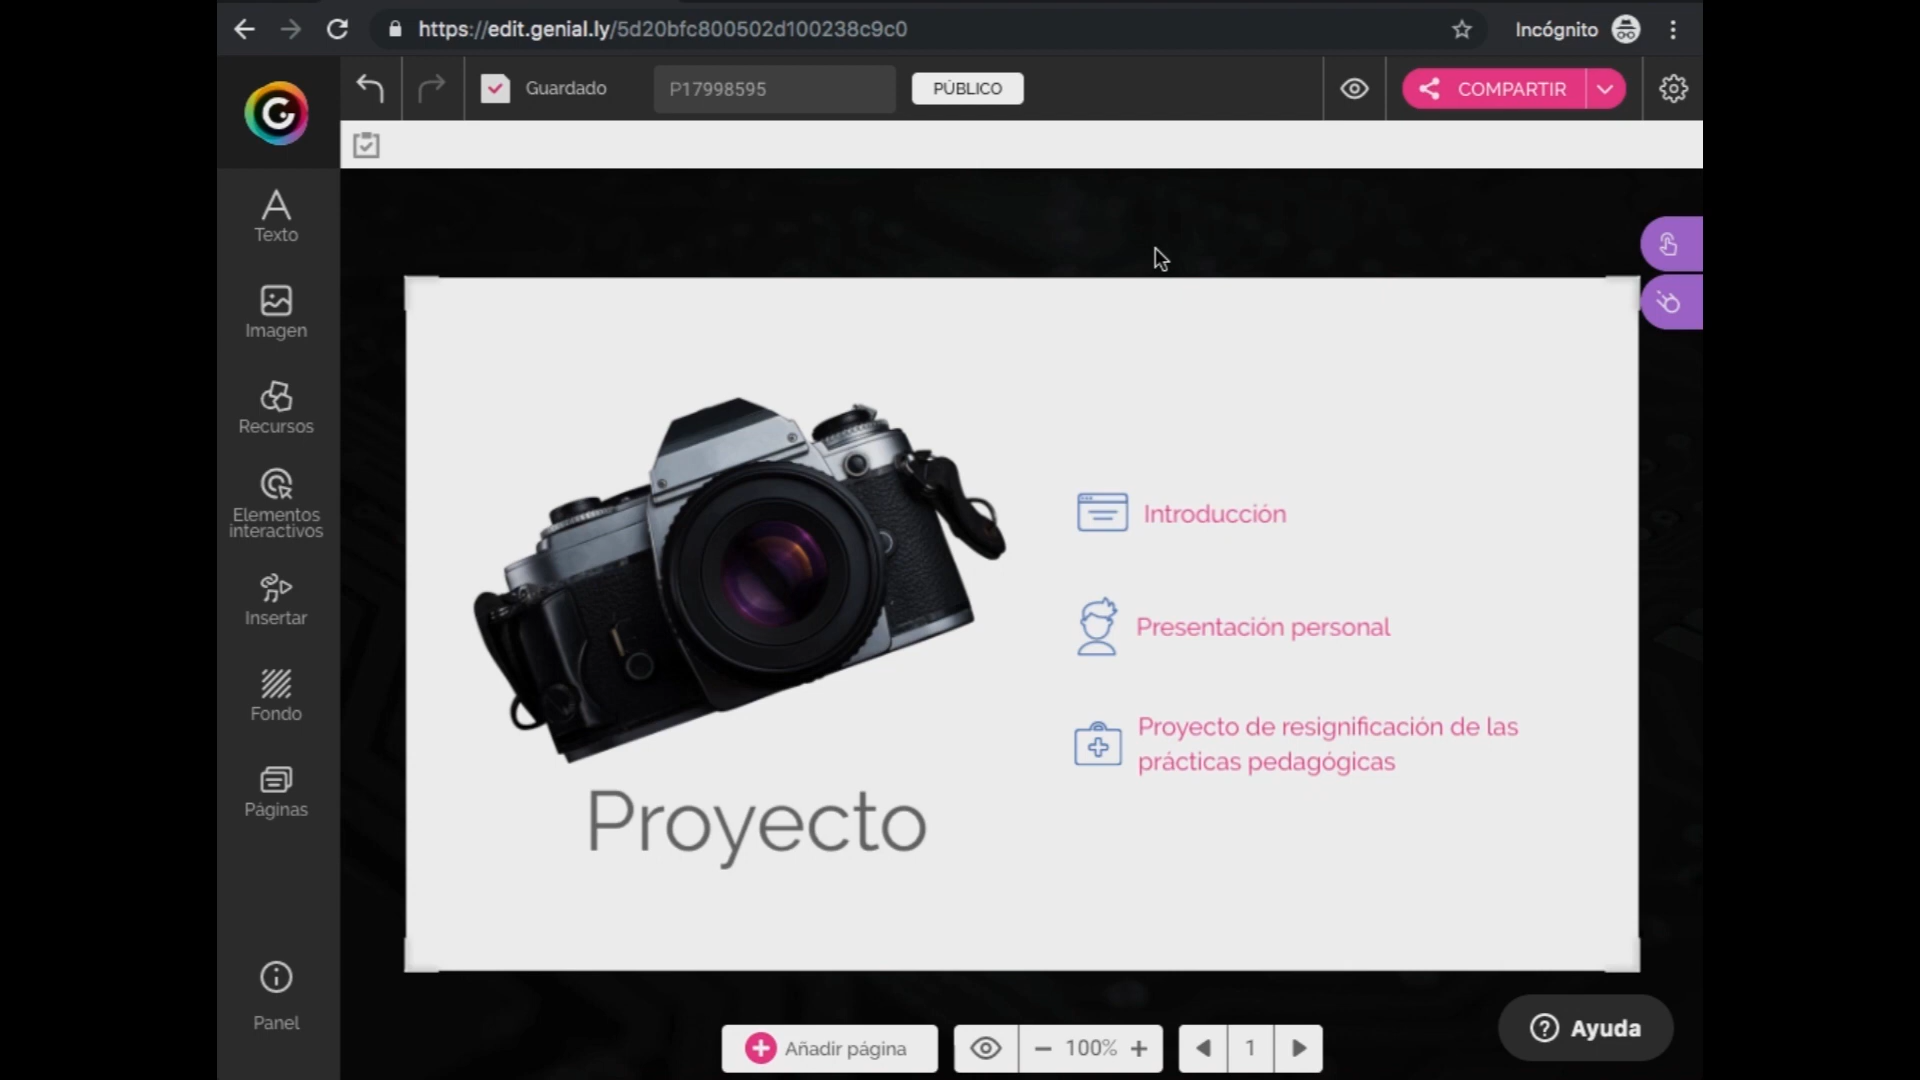 https://edit.genial.ly/5d20bfc800502d100238c9c0
Incógnito
Guardado
P17998595
PÚBLICO
COMPARTIR
Texto
Imagen
Recursos
Elementos
interactivos
Insertar
Fondo
Páginas
Panel
Introducción
Presentación personal
Proyecto de resignificación de las
prácticas pedagógicas
Proyecto
Añadir página
100%
1
Ayuda